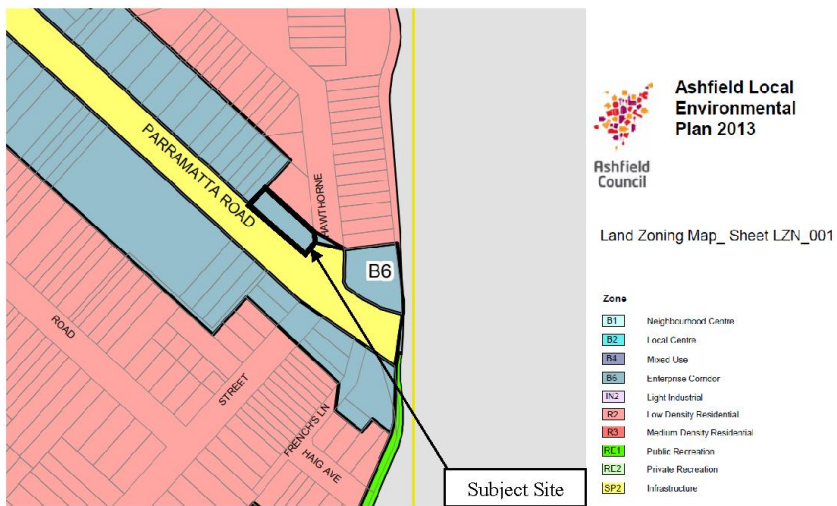 PARRAMATTA ROAD
HAWTHORNE
B6
ROAD
STREET
FRENCH'S LN
HAIG AVE
Subject Site
Ashfield
Council
Ashfield Local
Environmental
Plan 2013
Land Zoning Map_ Sheet LZN_001
Zone
B1 Neighbourhood Centre
B2 Local Centre
B4 Mixed Use
B6 Enterprise Corridor
IN2 Light Industrial
R2 Low Density Residential
R3 Medium Density Residential
RE1 Public Recreation
RE2 Private Recreation
SP2 Infrastructure